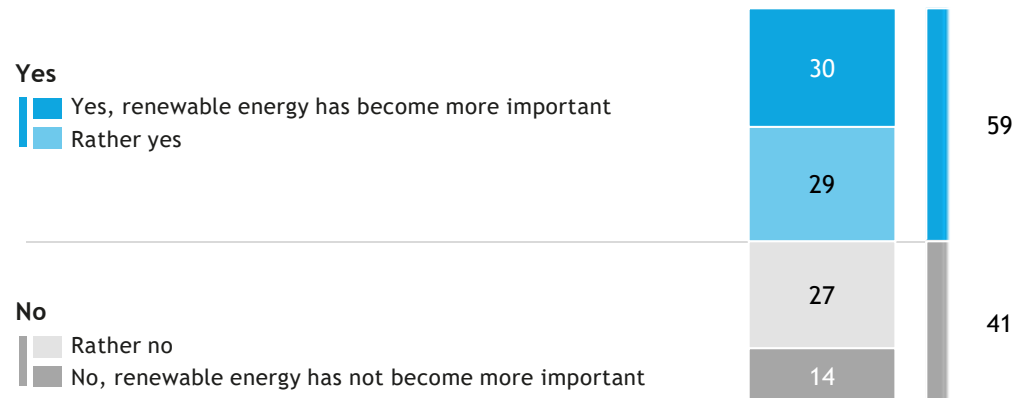 30
Yes
Yes, renewable energy has become more important
59
Rather yes
29
27
No
41
Rather no
No, renewable energy has not become more important
14